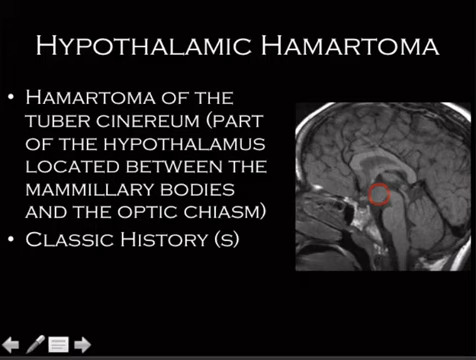 Hypothalamic Hamartoma
• Hamartoma of the
tuber cinereum (part
of the hypothalamus
located between the
mammillary bodies
and the optic chiasm)
• Classic History (s)